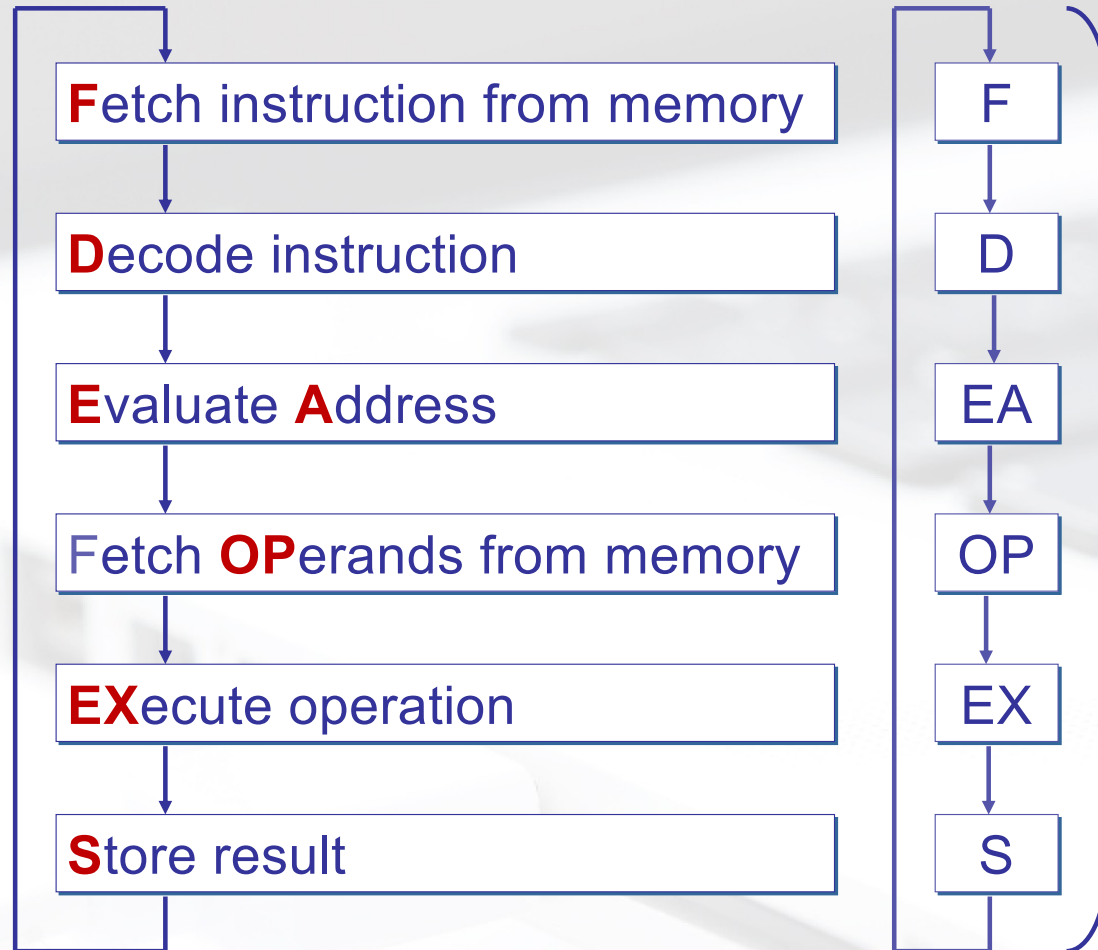 Fetch instruction from memory
F
Decode instruction
D
Evaluate Address
EA
Fetch OPerands from memory
OP
EXecute operation
EX
Store result
S